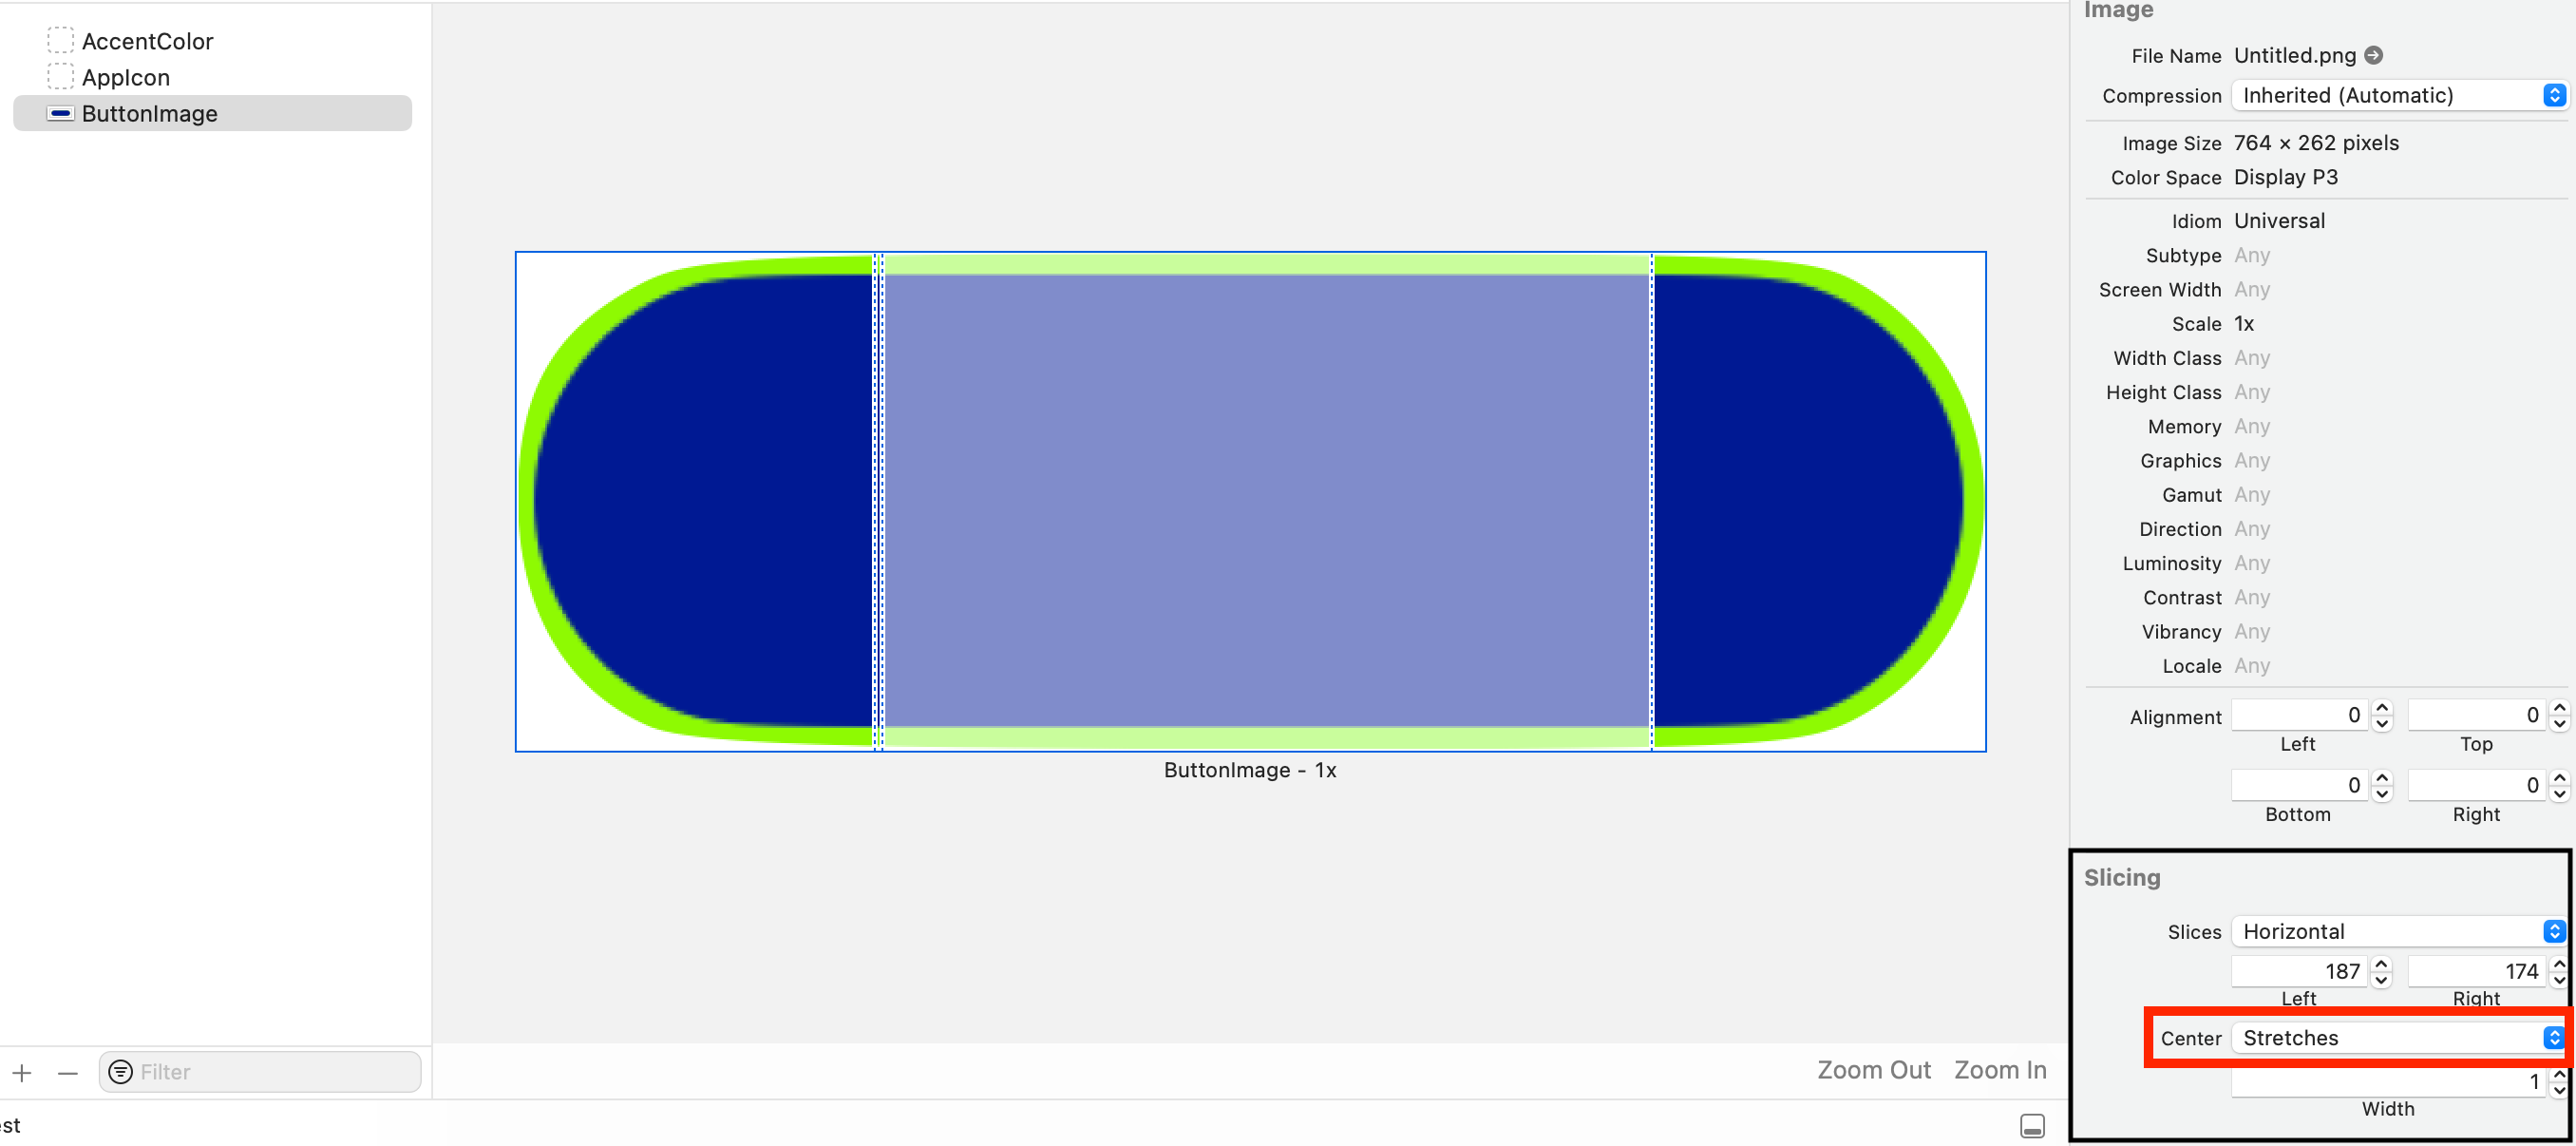 AccentColor
AppIcon
ButtonImage
Filter
est
ButtonImage - 1x
Zoom Out Zoom In
Image
File Name Untitled.png
Compression Inherited (Automatic)
Image Size 764 × 262 pixels
Color Space Display P3
Idiom Universal
Subtype Any
Screen Width Any
Scale 1x
Width Class Any
Height Class Any
Memory Any
Graphics Any
Gamut Any
Direction Any
Luminosity Any
Contrast Any
Vibrancy Any
Locale Any
Alignment 0 0
Left Top
0 0
Bottom Right
Slicing
Slices Horizontal
187 174
Left Right
Center Stretches
1
Width